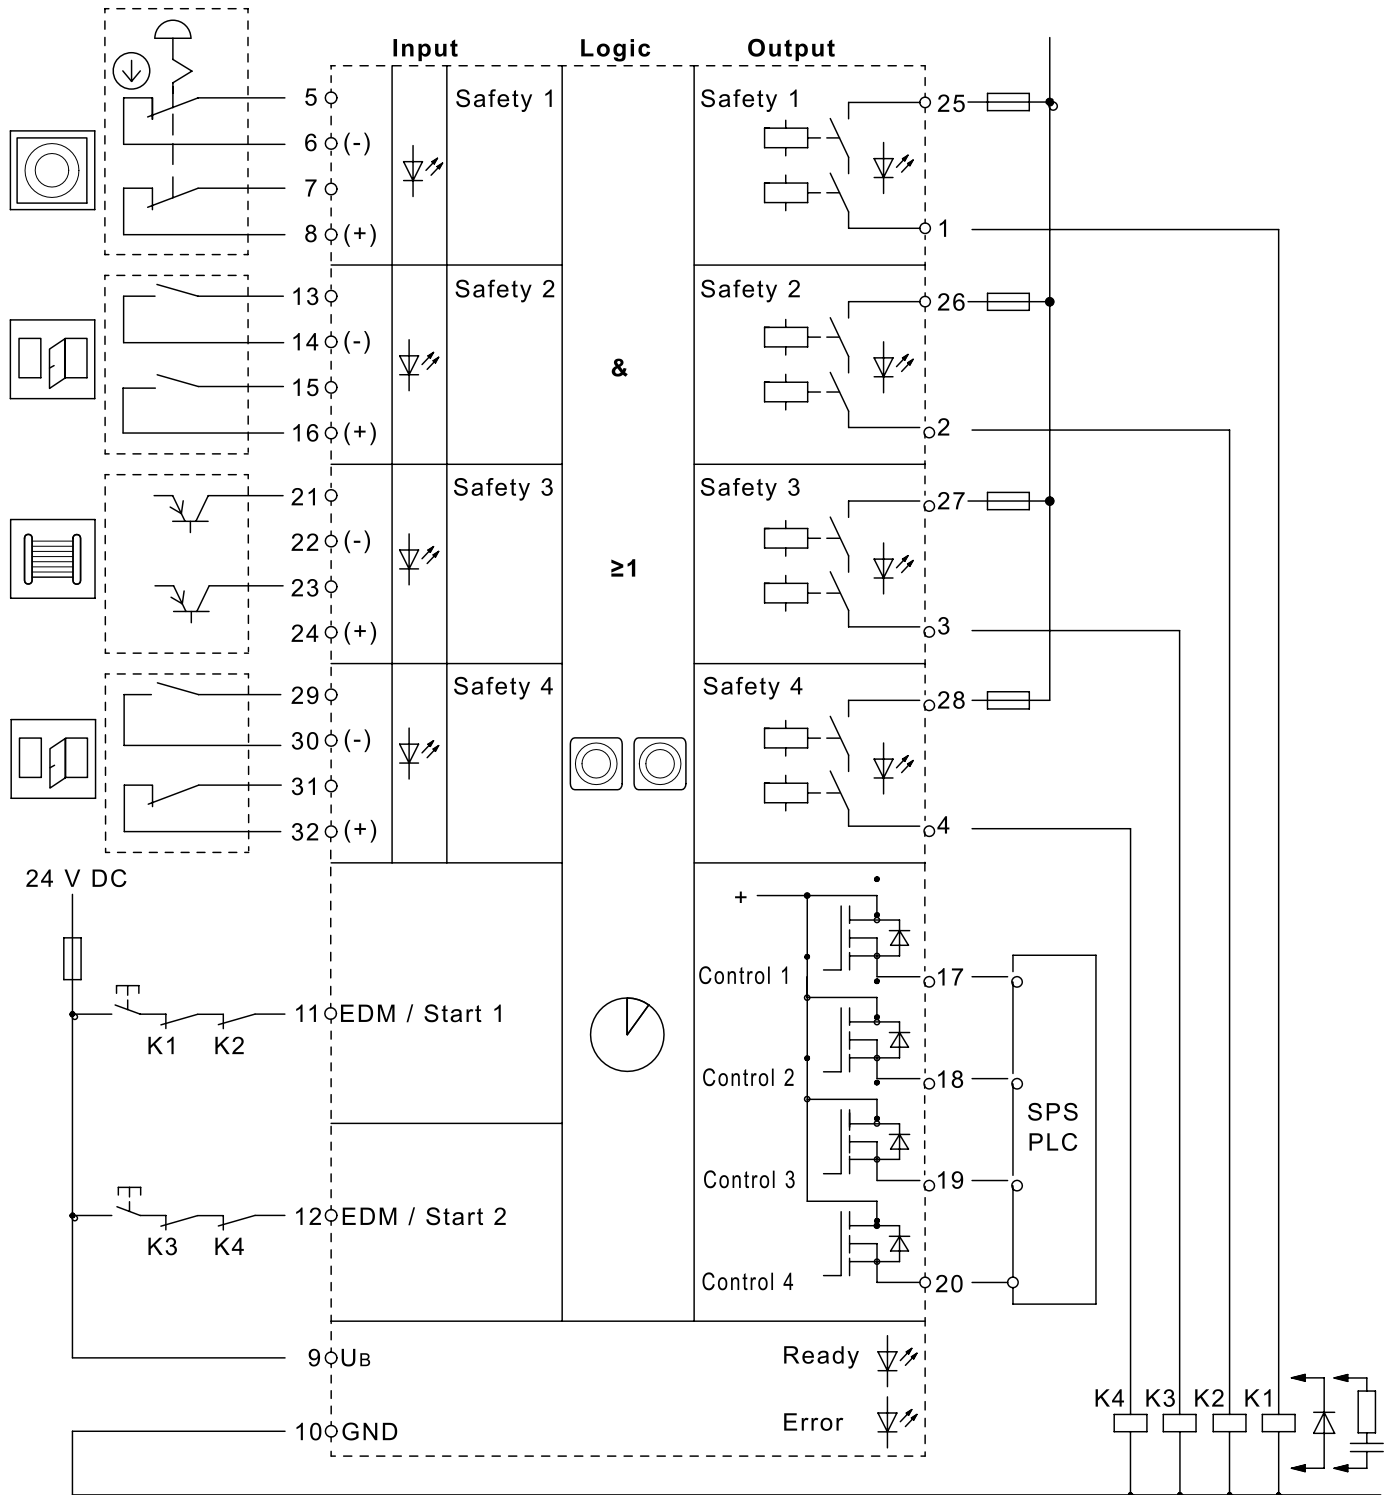 Input Logic Output
5 Safety 1 Safety 1 25
6 (-)
7
8 (+) 1
13 Safety 2 Safety 2 26
14 (-)
&
15
16 (+) 2
21 Safety 3 Safety 3 27
22 (-)
≥1
23
24 (+) 3
29 Safety 4 Safety 4 28
30 (-)
31
32 (+) 4
24 V DC
+
Control 1 17
11 EDM / Start 1
K1 K2
Control 2 18
SPS
PLC
Control 3 19
12 EDM / Start 2
K3 K4
Control 4 20
9 UB Ready
K4 K3 K2 K1
10 GND Error